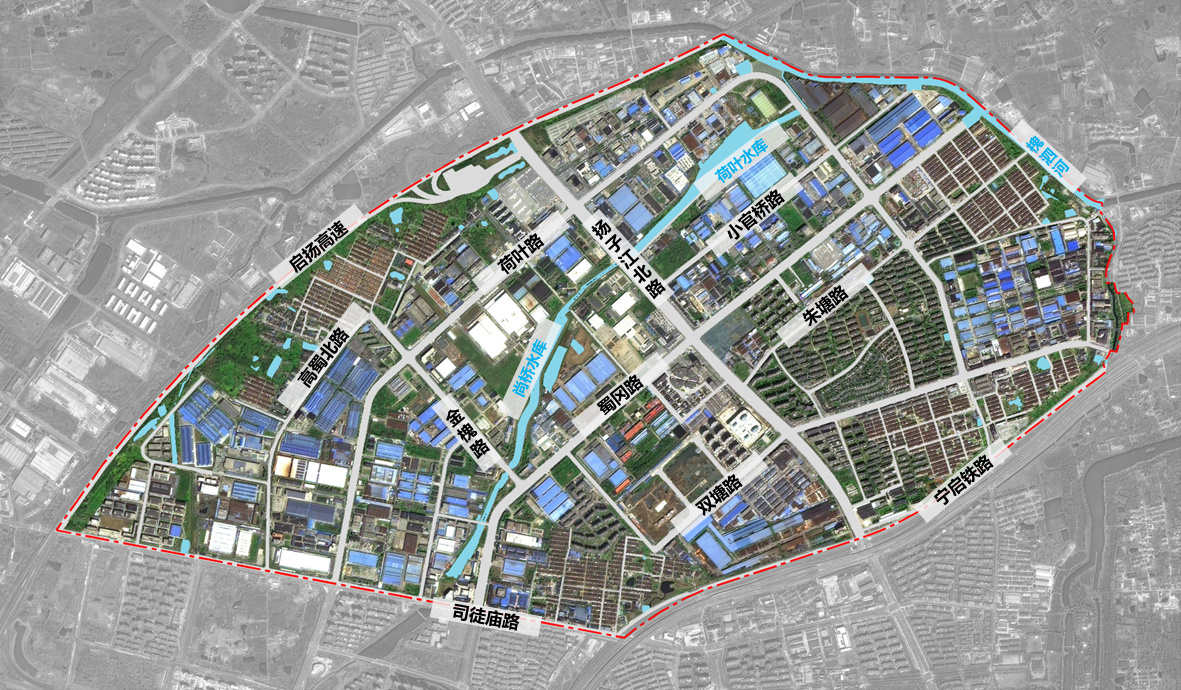 槐泗河
荷叶水库
启扬高速
荷叶路
扬子江北路
小官桥路
朱塘路
高蜀北路
尚桥水库
蜀冈路
金槐路
双塘路
宁启铁路
司徒庙路